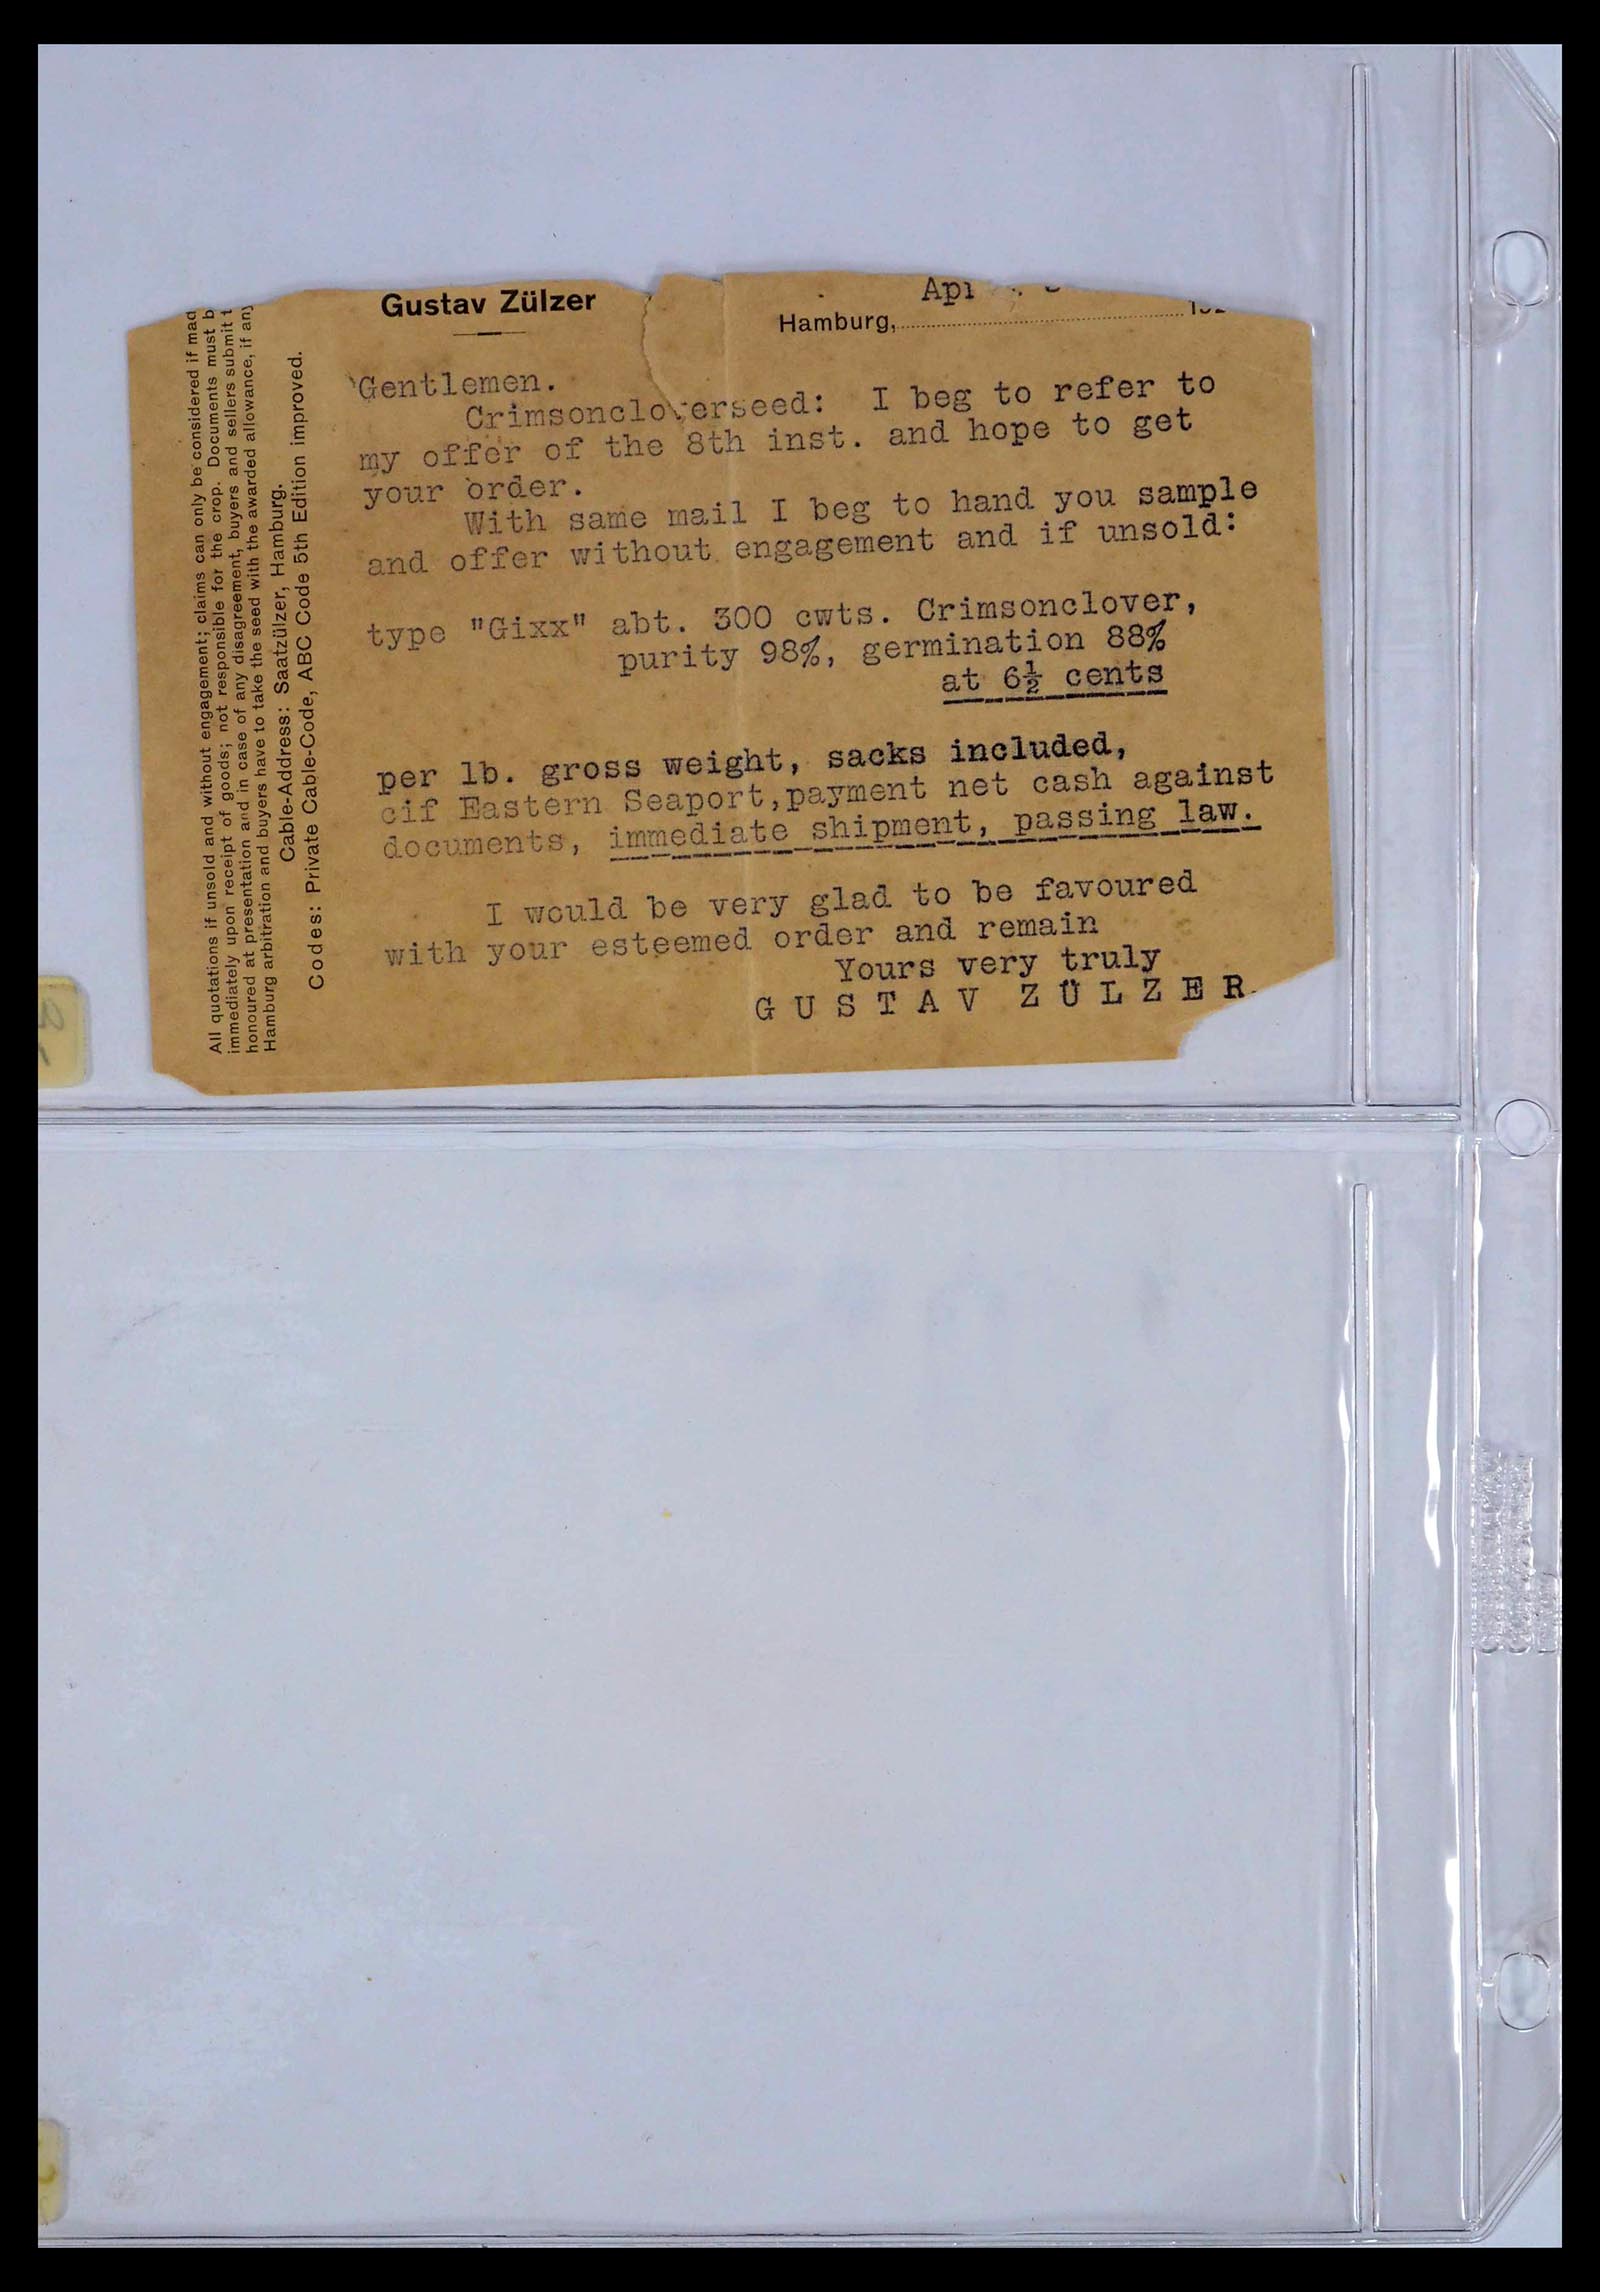 Gustav Zülzer
Hamburg,
Gentlemen.
Crimsoncloverseed: I beg to refer to
my offer of the 8th inst. and hope to get
your order.
With same mail I beg to hand you sample
and offer without engagement and if unsold:
type "Gixx" abt. 300 cwts. Crimsonclover,
purity 98%, germination 88%
at 6½ cents
per lb. gross weight, sacks included,
cif Eastern Seaport,payment net cash against
documents, immediate shipment, passing law.
I would be very glad to be favoured
with your esteemed order and remain
Yours very truly
GUSTAV ZÜLZER.
All quotations if unsold and without engagement; claims can only be considered if
immediately upon receipt of goods; not responsible for the crop. Documents must
honoured at presentation and in case of any disagreement, buyers and sellers submit
Hamburg arbitration and buyers have to take the seed with the awarded allowance, if any
Cable-Address: Saatzülzer, Hamburg.
Codes: Private Cable-Code, ABC Code 5th Edition improved.